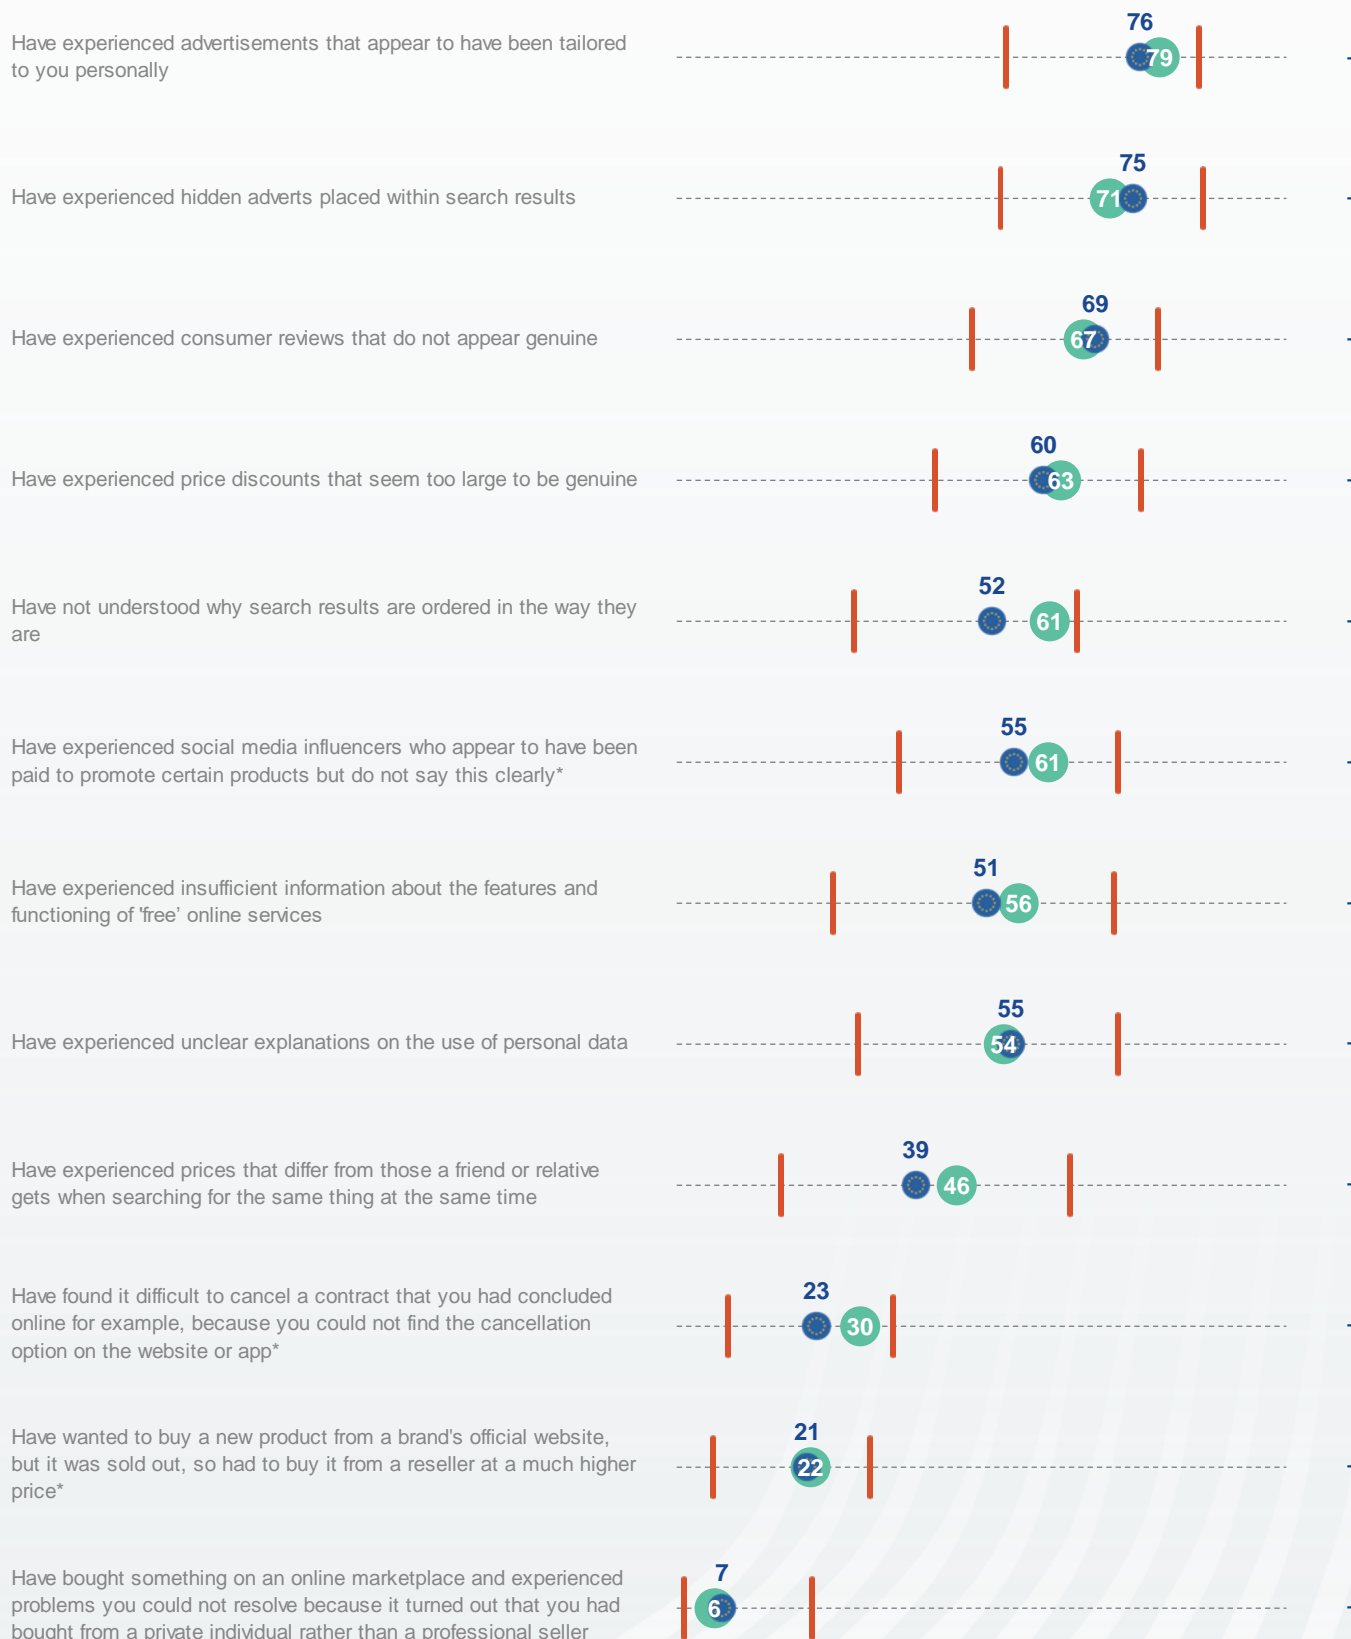 76
Have experienced advertisements that appear to have been tailored
to you personally
79
75
Have experienced hidden adverts placed within search results
71
69
Have experienced consumer reviews that do not appear genuine
67
60
Have experienced price discounts that seem too large to be genuine
63
52
Have not understood why search results are ordered in the way they
are
61
55
Have experienced social media influencers who appear to have been
paid to promote certain products but do not say this clearly*
61
51
Have experienced insufficient information about the features and
functioning of 'free’ online services
56
55
Have experienced unclear explanations on the use of personal data
54
39
Have experienced prices that differ from those a friend or relative
gets when searching for the same thing at the same time
46
23
Have found it difficult to cancel a contract that you had concluded
online for example, because you could not find the cancellation
option on the website or app*
30
21
Have wanted to buy a new product from a brand's official website,
but it was sold out, so had to buy it from a reseller at a much higher
price*
22
7
Have bought something on an online marketplace and experienced
problems you could not resolve because it turned out that you had
bought from a private individual rather than a professional seller
6